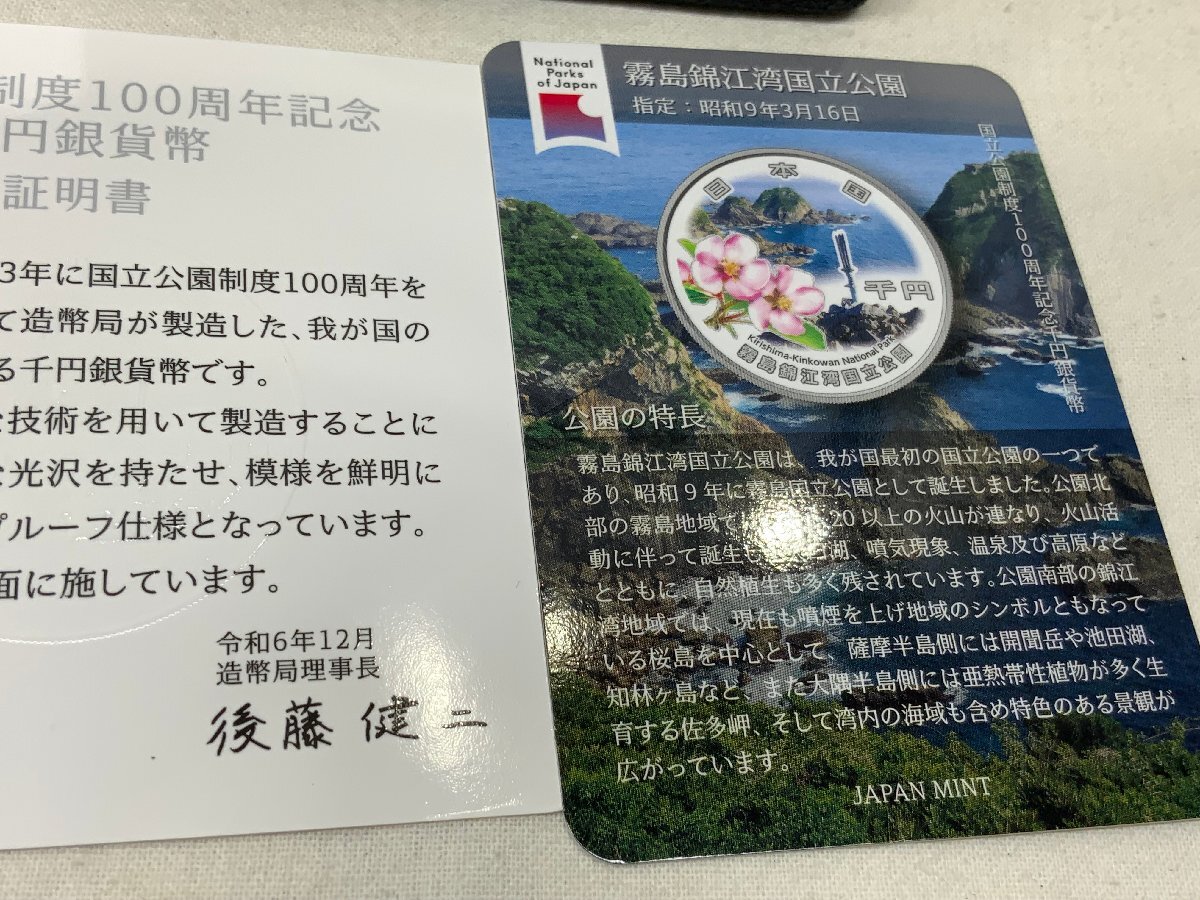 制度100周年記念
円銀貨幣
証明書
3年に国立公園制度100周年を
て造幣局が製造した、我が国の
る千円銀貨幣です。
技術を用いて製造することに
な光沢を持たせ、模様を鮮明に
プルーフ仕様となっています。
面に施しています。
令和6年12月
造幣局理事長
後藤 健二
National
Parks
of Japan
霧島錦江湾国立公園
指定：昭和9年3月16日
国立公園制度100周年記念千円銀貨幣
日本国
千円
Kirishima-Kinkowan National Park
霧島錦江湾国立公園
公園の特長
霧島錦江湾国立公園は、我が国最初の国立公園の一つで
あり、昭和9年に霧島国立公園として誕生しました。公園北
部の霧島地域で 20以上の火山が連なり、火山活
動に伴って誕生 湖、噴気現象、温泉及び高原など
とともに、自然植生も多く残されています。公園南部の錦江
湾地域では、現在も噴煙を上げ地域のシンボルともなって
いる桜島を中心として、薩摩半島側には開聞岳や池田湖、
知林ヶ島など、また大隅半島側には亜熱帯性植物が多く生
育する佐多岬、そして湾内の海域も含め特色のある景観が
広がっています。
JAPAN MINT